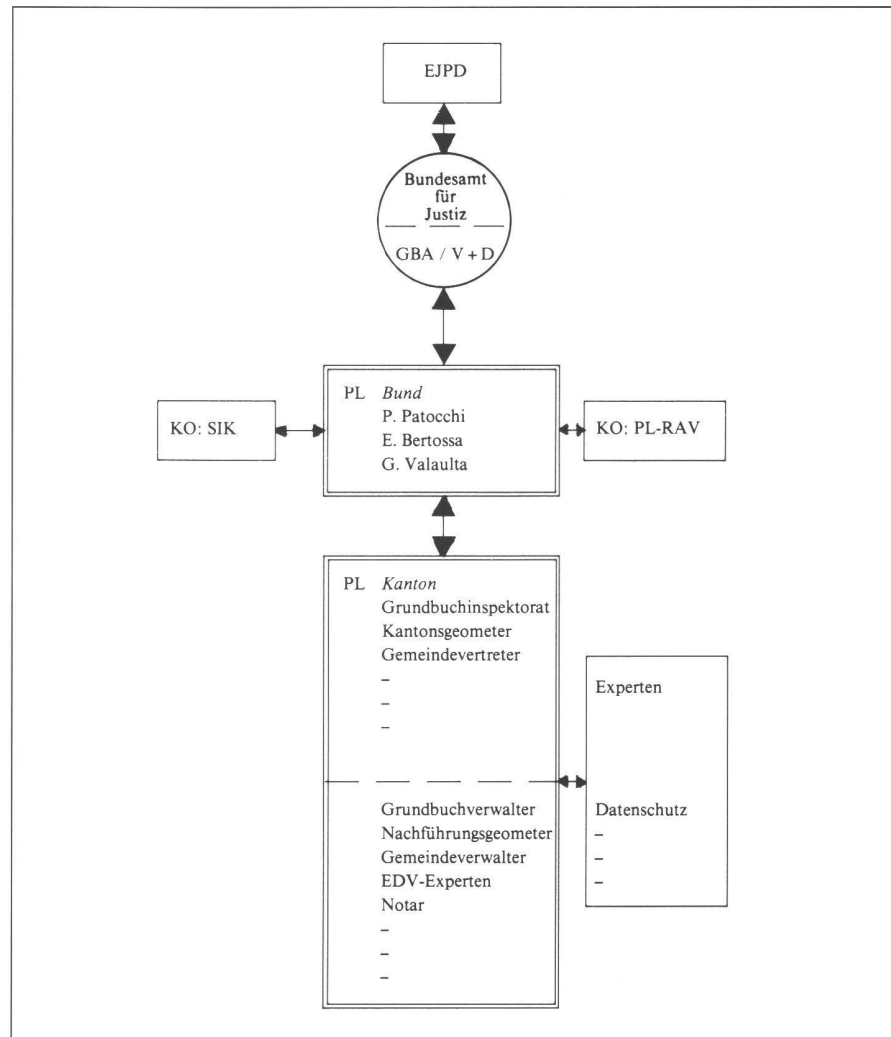 EJPD
Bundesamt
für
Justiz
GBA / V + D
PL Bund
P. Patocchi
E. Bertossa
G. Valaulta
KO: SIK
KO: PL-RAV
PL Kanton
Grundbuchinspektorat
Kantonsgeometer
Gemeindevertreter
–
–
–
Grundbuchverwalter
Nachführungsgeometer
Gemeindeverwalter
EDV-Experten
Notar
–
–
–
Experten
Datenschutz
–
–
–